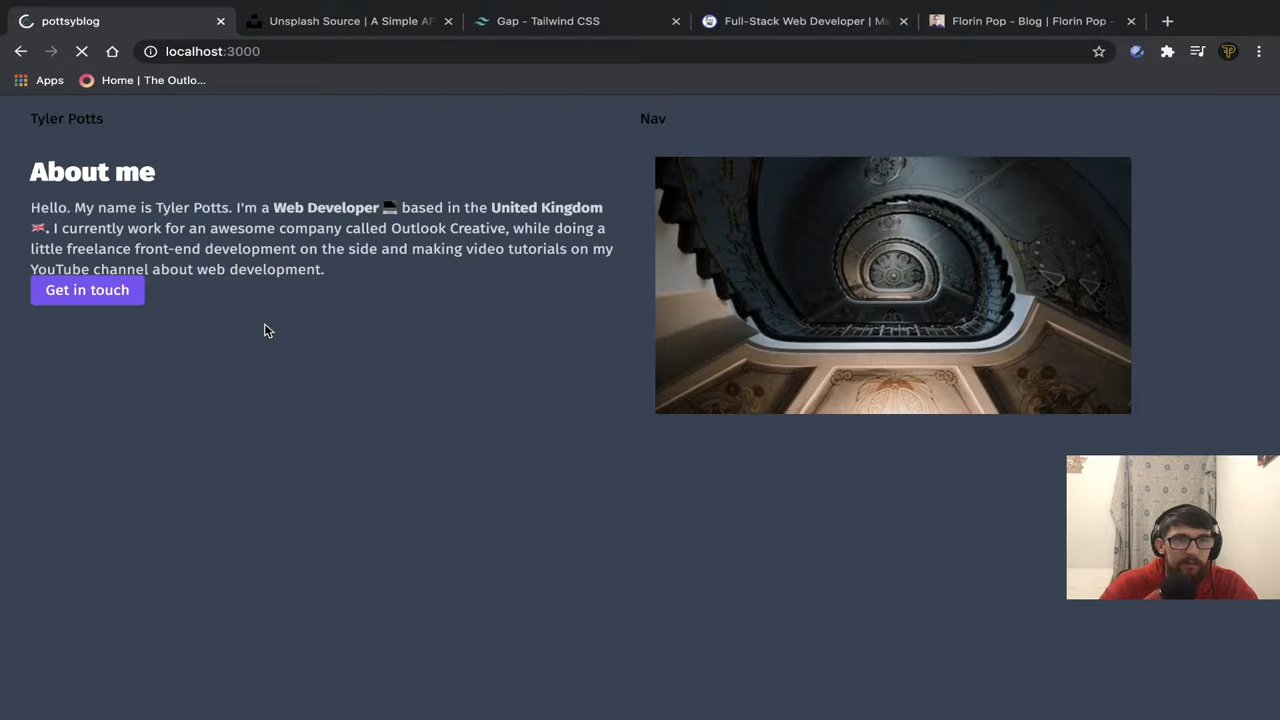 pottsyblog
Unsplash Source | A Simple AP
Gap - Tailwind CSS
Full-Stack Web Developer | Ma
Florin Pop - Blog | Florin Pop -
localhost:3000
Apps
Home | The Outlo...
Tyler Potts
Nav
About me
Hello. My name is Tyler Potts. I'm a Web Developer 💻 based in the United Kingdom
🇬🇧. I currently work for an awesome company called Outlook Creative, while doing a
little freelance front-end development on the side and making video tutorials on my
YouTube channel about web development.
Get in touch